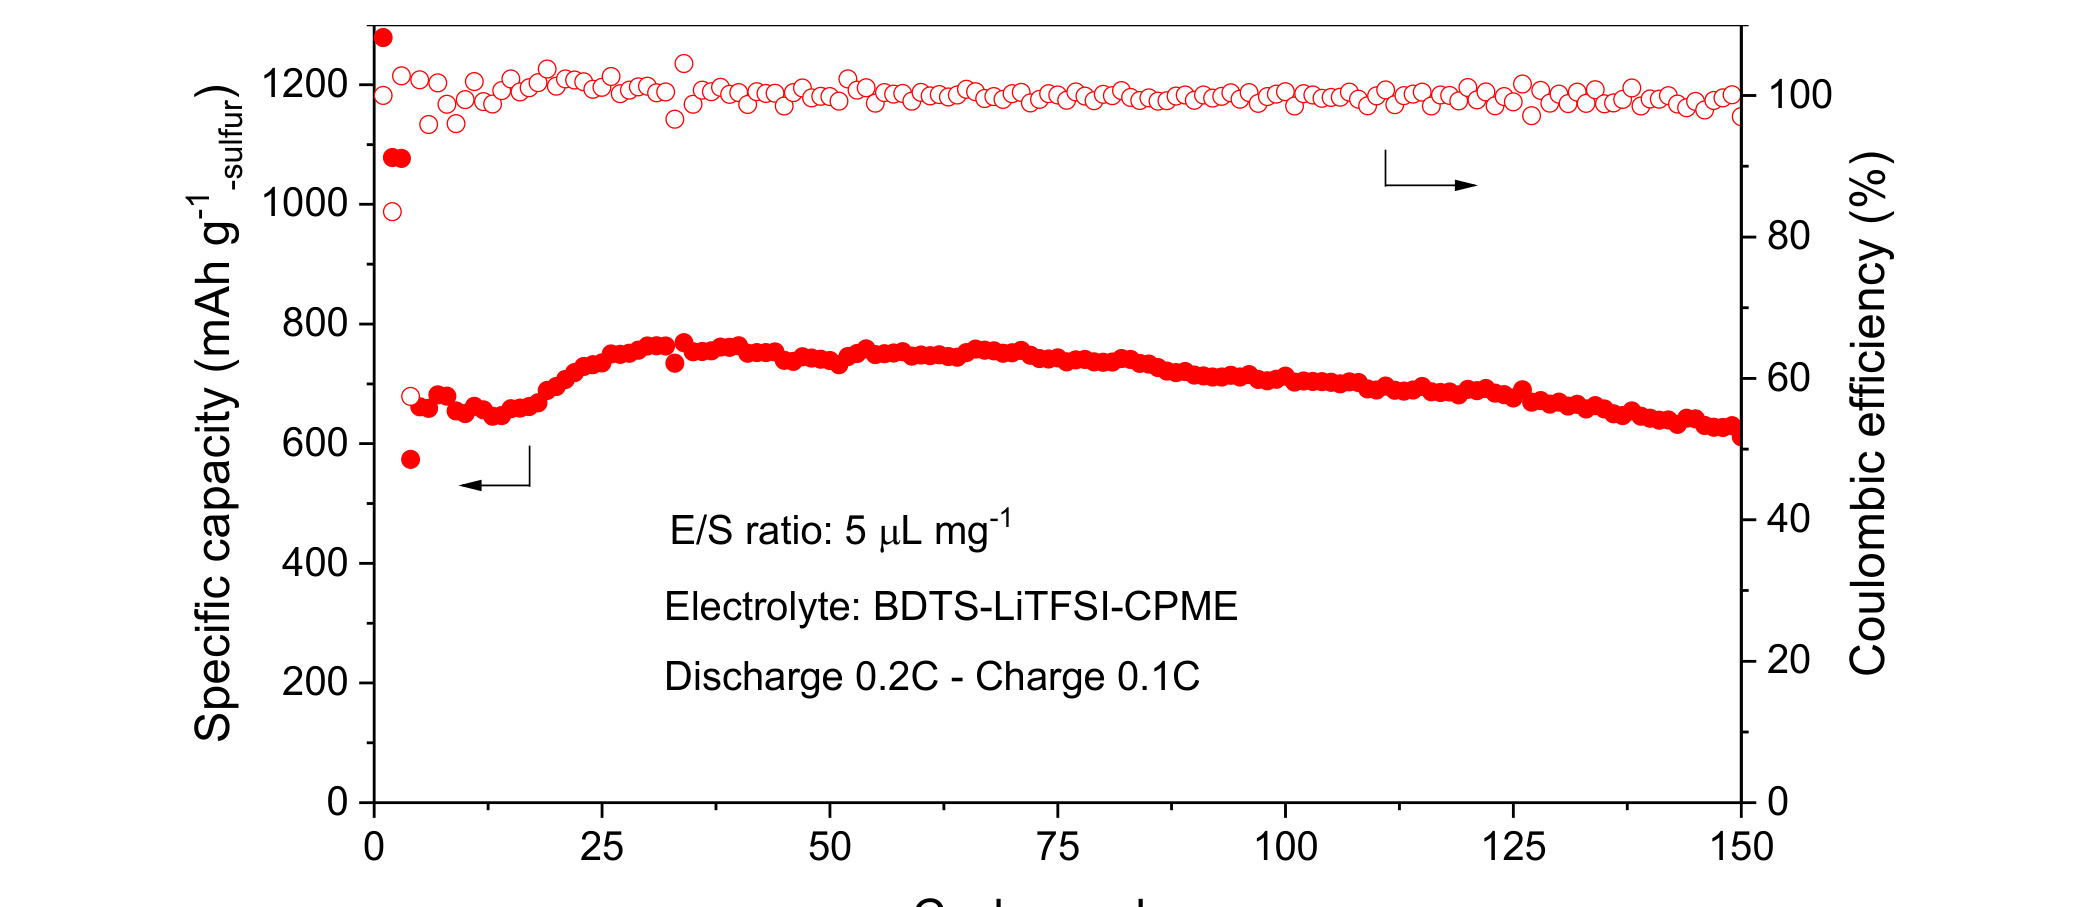 Specific capacity (mAh g⁻¹-sulfur)
1200
1000
800
600
400
200
0
100
80
60
40
20
0
Coulombic efficiency (%)
E/S ratio: 5 μL mg⁻¹
Electrolyte: BDTS-LiTFSI-CPME
Discharge 0.2C - Charge 0.1C
0 25 50 75 100 125 150